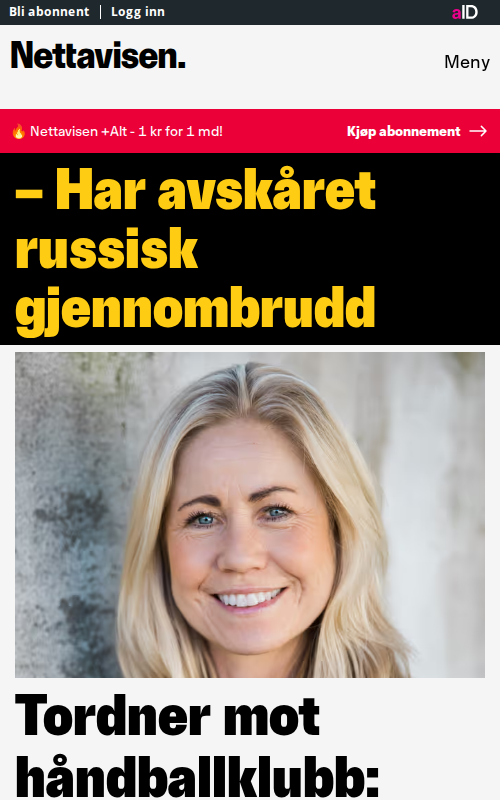 Bli abonnent | Logg inn
aID
Nettavisen.
Meny
🔥 Nettavisen +Alt - 1 kr for 1 md!
Kjøp abonnement →
– Har avskåret
russisk
gjennombrudd
Tordner mot
håndballklubb: